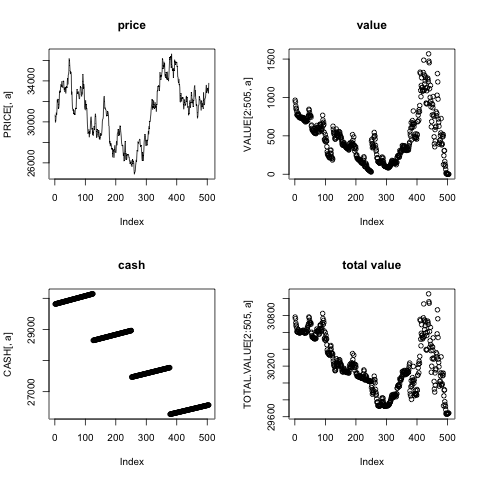 price
value
PRICE[, a]
26000
30000
34000
0 100 200 300 400 500
Index
VALUE[2:505, a]
0
500
1000
1500
0 100 200 300 400 500
Index
cash
total value
CASH[, a]
27000
29000
0 100 200 300 400 500
Index
TOTAL.VALUE[2:505, a]
29600
30200
30800
0 100 200 300 400 500
Index